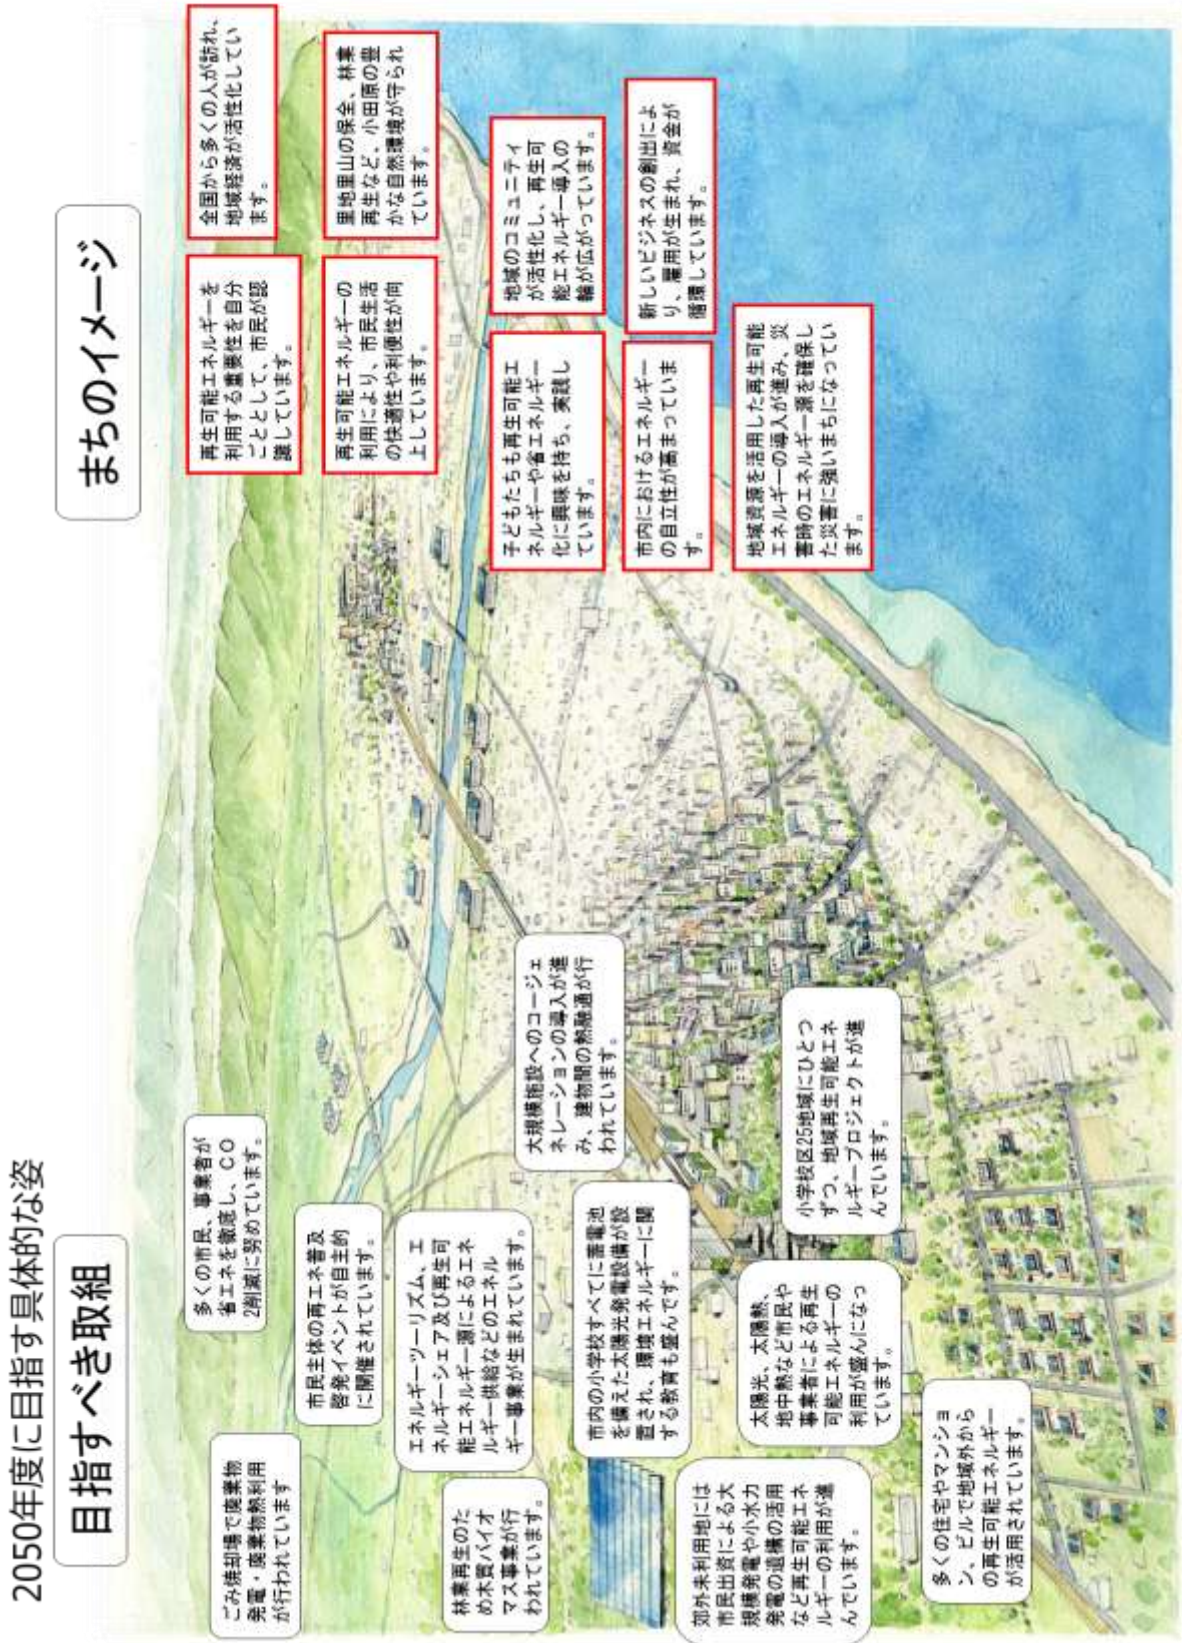 2050年度に目指す具体的な姿
目指すべき取組
ごみ焼却場で廃棄物
発電・廃棄物熱利用
が行われています
多くの市民、事業者が
省エネを徹底し、CO
2削減に努めています。
市民主体の再エネ普及
啓発イベントが自主的
に開催されています。
エネルギーツーリズム、エ
ネルギーシェア及び再生可
能エネルギー源によるエネ
ルギー供給などのエネル
ギー事業が生まれています。
林業再生のた
め木質バイオ
マス事業が行
われています。
大規模施設へのコージェ
ネレーションの導入が進
み、建物間の熱融通が行
われています。
市内の小学校すべてに蓄電池
を備えた太陽光発電設備が設
置され、環境エネルギーに関
する教育も盛んです。
郊外未利用地には
市民出資による大
規模発電や小水力
発電の遺構の活用
など再生可能エネ
ルギーの利用が進
んでいます。
太陽光、太陽熱、
地中熱など市民や
事業者による再生
可能エネルギーの
利用が盛んになっ
ています。
小学校区25地域にひとつ
ずつ、地域再生可能エネ
ルギープロジェクトが進
んでいます。
多くの住宅やマンショ
ン、ビルで地域外から
の再生可能エネルギー
が活用されています。
まちのイメージ
再生可能エネルギーを
利用する重要性を自分
ごととして、市民が認
識しています。
全国から多くの人が訪れ、
地域経済が活性化してい
ます。
再生可能エネルギーの
利用により、市民生活
の快適性や利便性が向
上しています。
里地里山の保全、林業
再生など、小田原の豊
かな自然環境が守られ
ています。
子どもたちも再生可能エ
ネルギーや省エネルギー
化に興味を持ち、実践し
ています。
地域のコミュニティ
が活性化し、再生可
能エネルギー導入の
輪が広がっています。
市内におけるエネルギー
の自立性が高まっていま
す。
新しいビジネスの創出によ
り、雇用が生まれ、資金が
循環しています。
地域資源を活用した再生可能
エネルギーの導入が進み、災
害時のエネルギー源を確保し
た災害に強いまちになってい
ます。